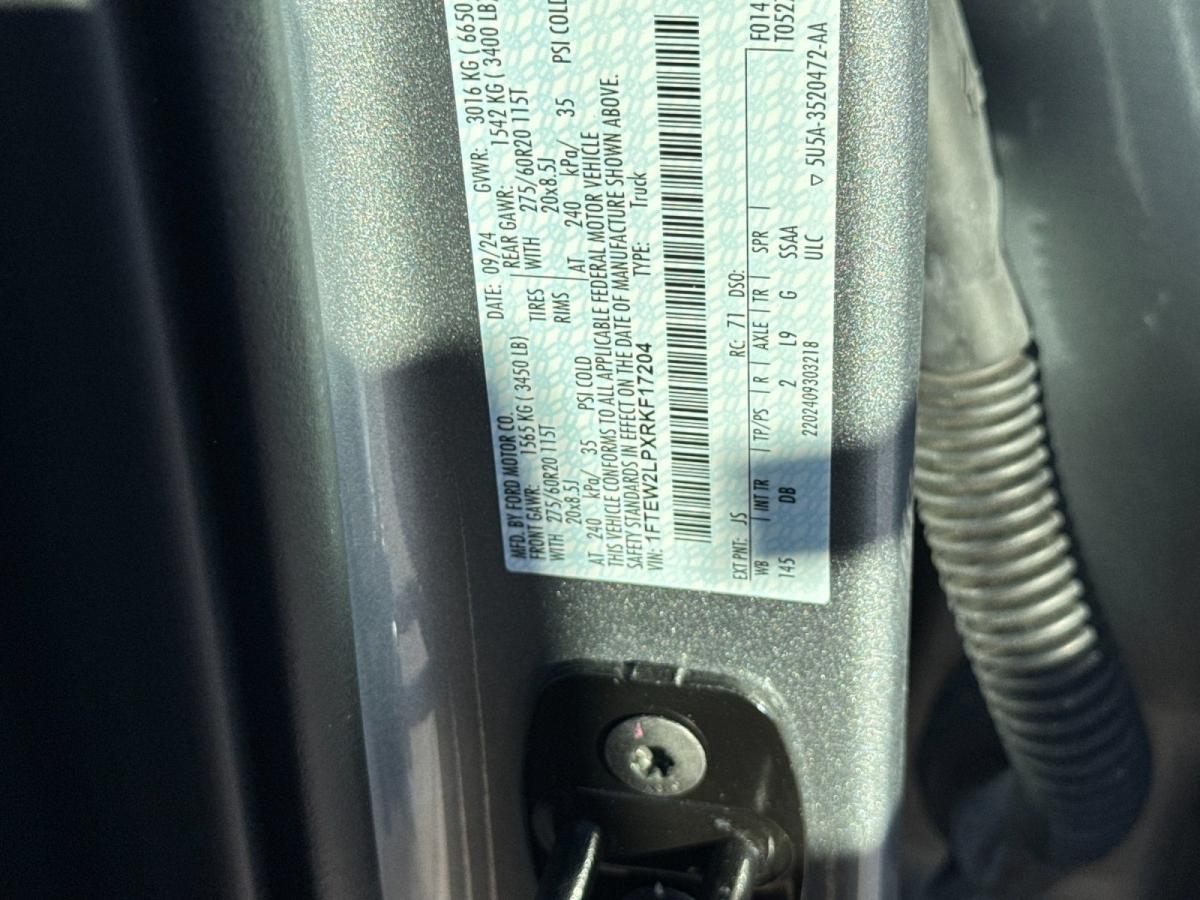 MFD. BY FORD MOTOR CO. DATE: 09/24 GVWR: 3016 KG ( 6650
FRONT GAWR: 1565 KG ( 3450 LB) REAR GAWR: 1542 KG ( 3400 LB)
WITH 275/60R20 115T TIRES WITH 275/60R20 115T
20x8.5J RIMS 20x8.5J
AT 240 kPa/ 35 PSI COLD AT 240 kPa/ 35 PSI COLD
THIS VEHICLE CONFORMS TO ALL APPLICABLE FEDERAL MOTOR VEHICLE
SAFETY STANDARDS IN EFFECT ON THE DATE OF MANUFACTURE SHOWN ABOVE.
VIN: 1FTEW2LPXRKF17204 TYPE: Truck
EXT PNT: JS RC: 71 DSO: F014
WB INT TR TP/PS R AXLE TR SPR T052
145 DB 2 L9 G SSAA
2202409303218 ULC ▽ 5U5A-3520472-AA